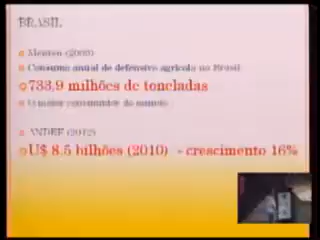 BRASIL
(2009)
Consumo anual de defensivo agrícola no Brasil
733,9 milhões de toneladas
O maior consumidor do mundo
ANDEF (2012)
U$ 8,5 bilhões (2010) - crescimento 16%